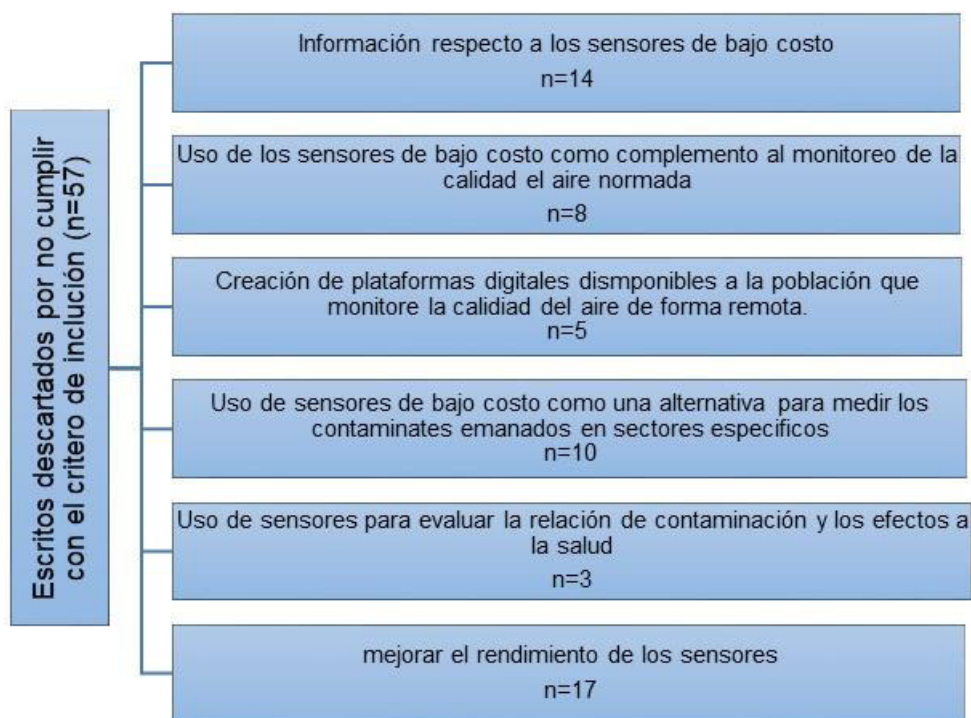 Escritos descartados por no cumplir
con el critero de inclución (n=57)
Información respecto a los sensores de bajo costo
n=14
Uso de los sensores de bajo costo como complemento al monitoreo de la
calidad el aire normada
n=8
Creación de plataformas digitales dismponibles a la población que
monitore la calidiad del aire de forma remota.
n=5
Uso de sensores de bajo costo como una alternativa para medir los
contaminates emanados en sectores especificos
n=10
Uso de sensores para evaluar la relación de contaminación y los efectos a
la salud
n=3
mejorar el rendimiento de los sensores
n=17